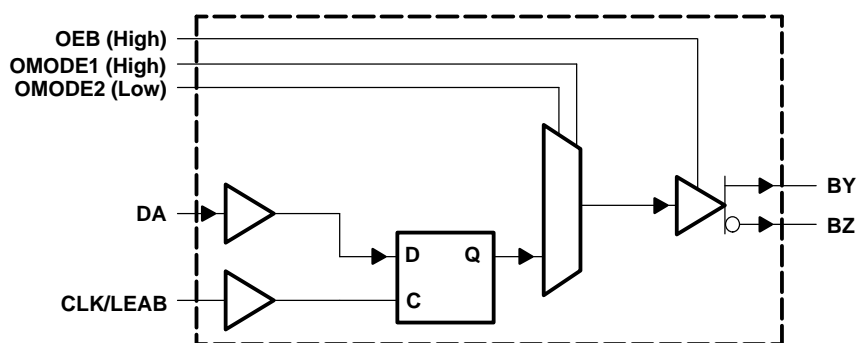 OEB (High)
OMODE1 (High)
OMODE2 (Low)
DA
D
Q
C
CLK/LEAB
BY
BZ